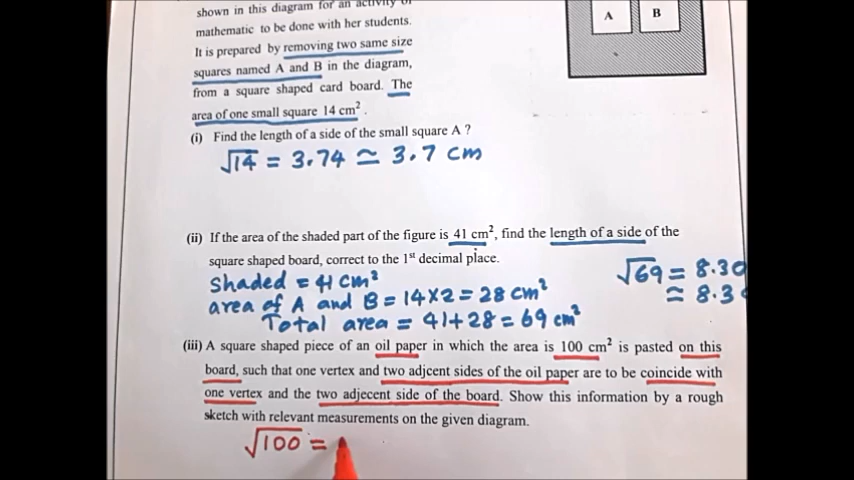 shown in this diagram for an activity of
A B
mathematic to be done with her students.
It is prepared by removing two same size
squares named A and B in the diagram,
from a square shaped card board. The
area of one small square 14 cm².
(i) Find the length of a side of the small square A ?
√14 = 3.74 ≃ 3.7 cm
(ii) If the area of the shaded part of the figure is 41 cm², find the length of a side of the
square shaped board, correct to the 1st decimal place.
Shaded = 41 cm²
√69 = 8.30
area of A and B = 14×2 = 28 cm²
≃ 8.3
Total area = 41+28 = 69 cm²
(iii) A square shaped piece of an oil paper in which the area is 100 cm² is pasted on this
board, such that one vertex and two adjcent sides of the oil paper are to be coincide with
one vertex and the two adjecent side of the board. Show this information by a rough
sketch with relevant measurements on the given diagram.
√100 =